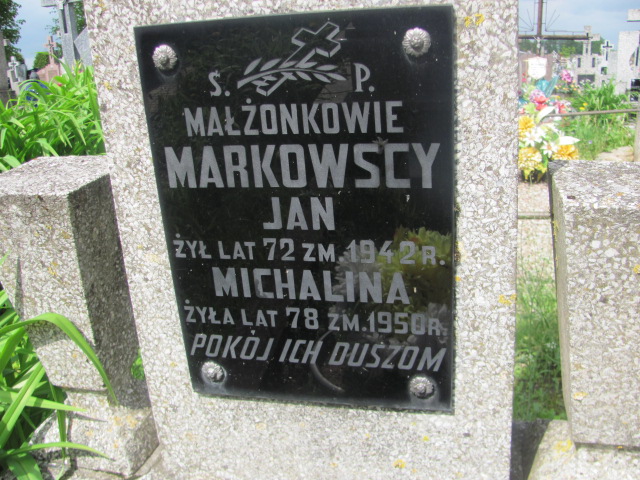 Ś. P.
MAŁŻONKOWIE
MARKOWSCY
JAN
ŻYŁ LAT 72 ZM. 1942 R.
MICHALINA
ŻYŁA LAT 78 ZM. 1950 R.
POKÓJ ICH DUSZOM